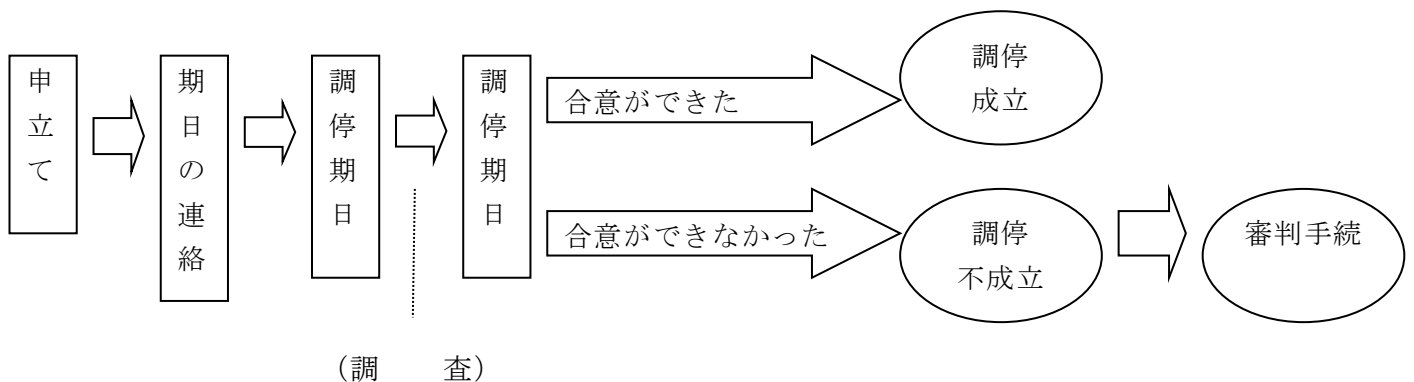 申立て
期日の連絡
調停期日
調停期日
合意ができた
調停
成立
合意ができなかった
調停
不成立
審判手続
（調　　査）